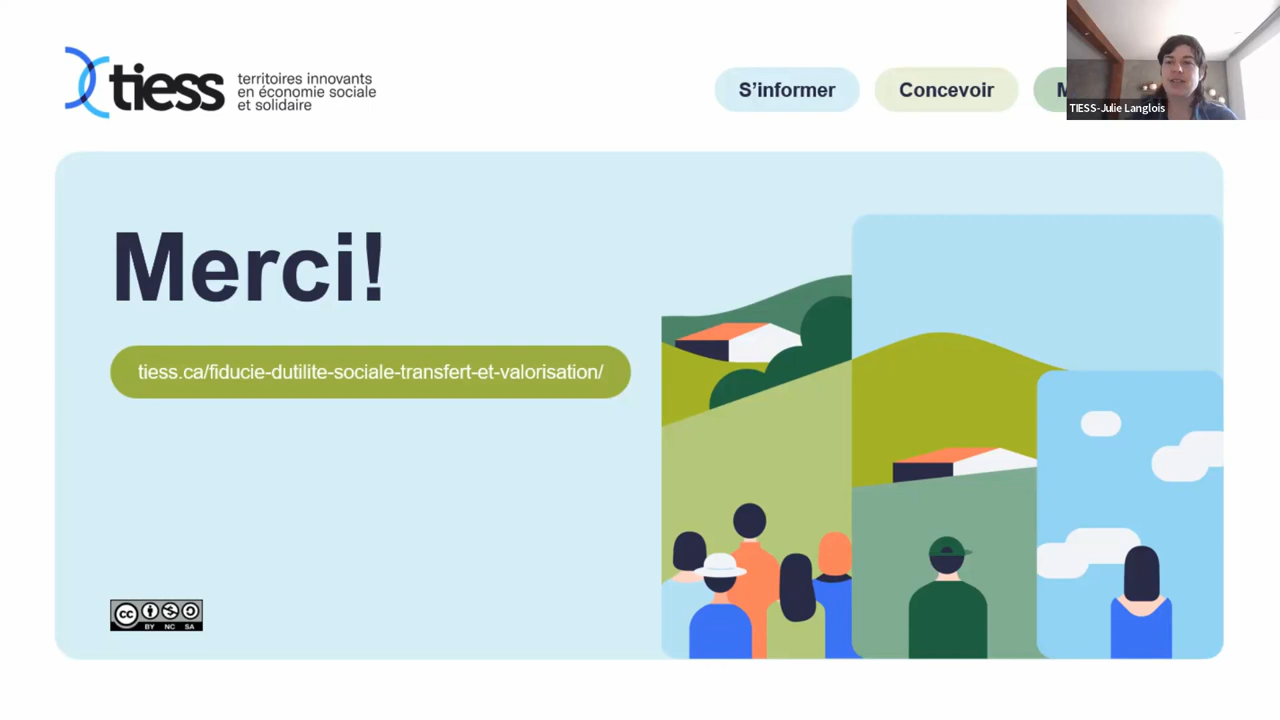 tiess
territoires innovants
en économie sociale
et solidaire
S'informer
Concevoir
M
TIESS-Julie Langlois
Merci!
tiess.ca/fiducie-dutilite-sociale-transfert-et-valorisation/
cc
BY NC SA